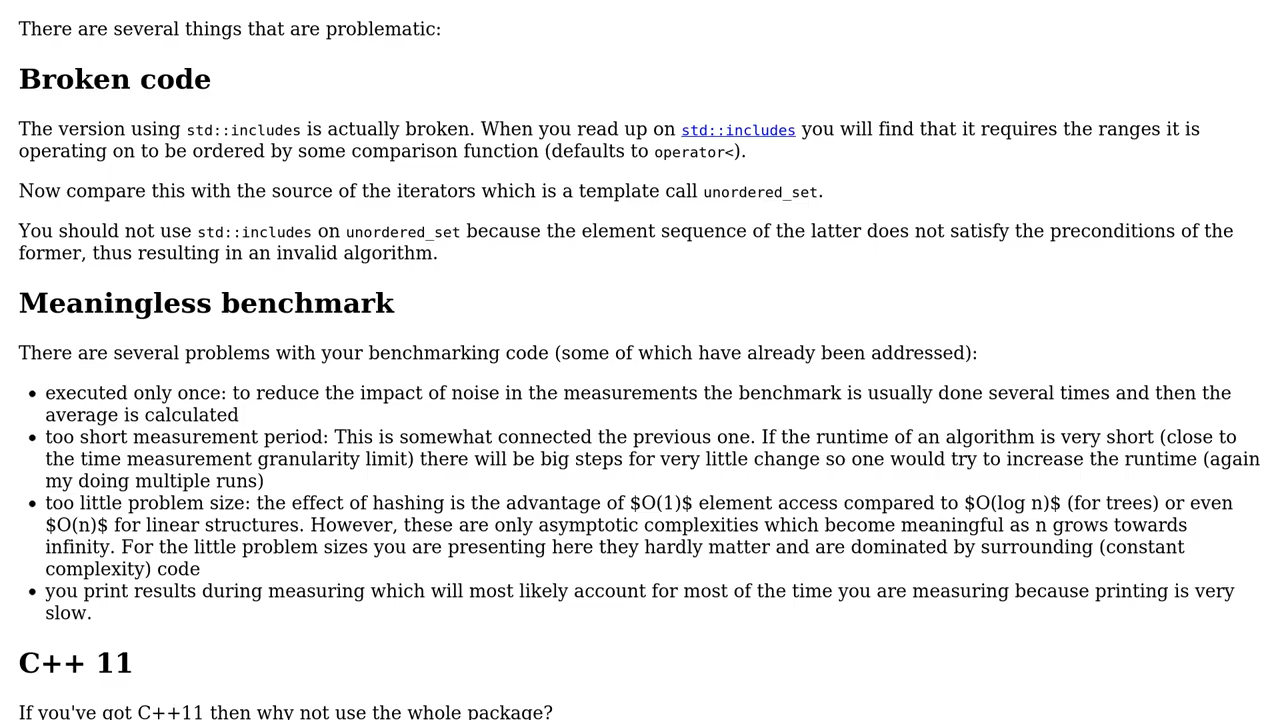 There are several things that are problematic:
Broken code
The version using std::includes is actually broken. When you read up on std::includes you will find that it requires the ranges it is
operating on to be ordered by some comparison function (defaults to operator<).
Now compare this with the source of the iterators which is a template call unordered_set.
You should not use std::includes on unordered_set because the element sequence of the latter does not satisfy the preconditions of the
former, thus resulting in an invalid algorithm.
Meaningless benchmark
There are several problems with your benchmarking code (some of which have already been addressed):
• executed only once: to reduce the impact of noise in the measurements the benchmark is usually done several times and then the
average is calculated
• too short measurement period: This is somewhat connected the previous one. If the runtime of an algorithm is very short (close to
the time measurement granularity limit) there will be big steps for very little change so one would try to increase the runtime (again
my doing multiple runs)
• too little problem size: the effect of hashing is the advantage of $O(1)$ element access compared to $O(log n)$ (for trees) or even
$O(n)$ for linear structures. However, these are only asymptotic complexities which become meaningful as n grows towards
infinity. For the little problem sizes you are presenting here they hardly matter and are dominated by surrounding (constant
complexity) code
• you print results during measuring which will most likely account for most of the time you are measuring because printing is very
slow.
C++ 11
If you've got C++11 then why not use the whole package?